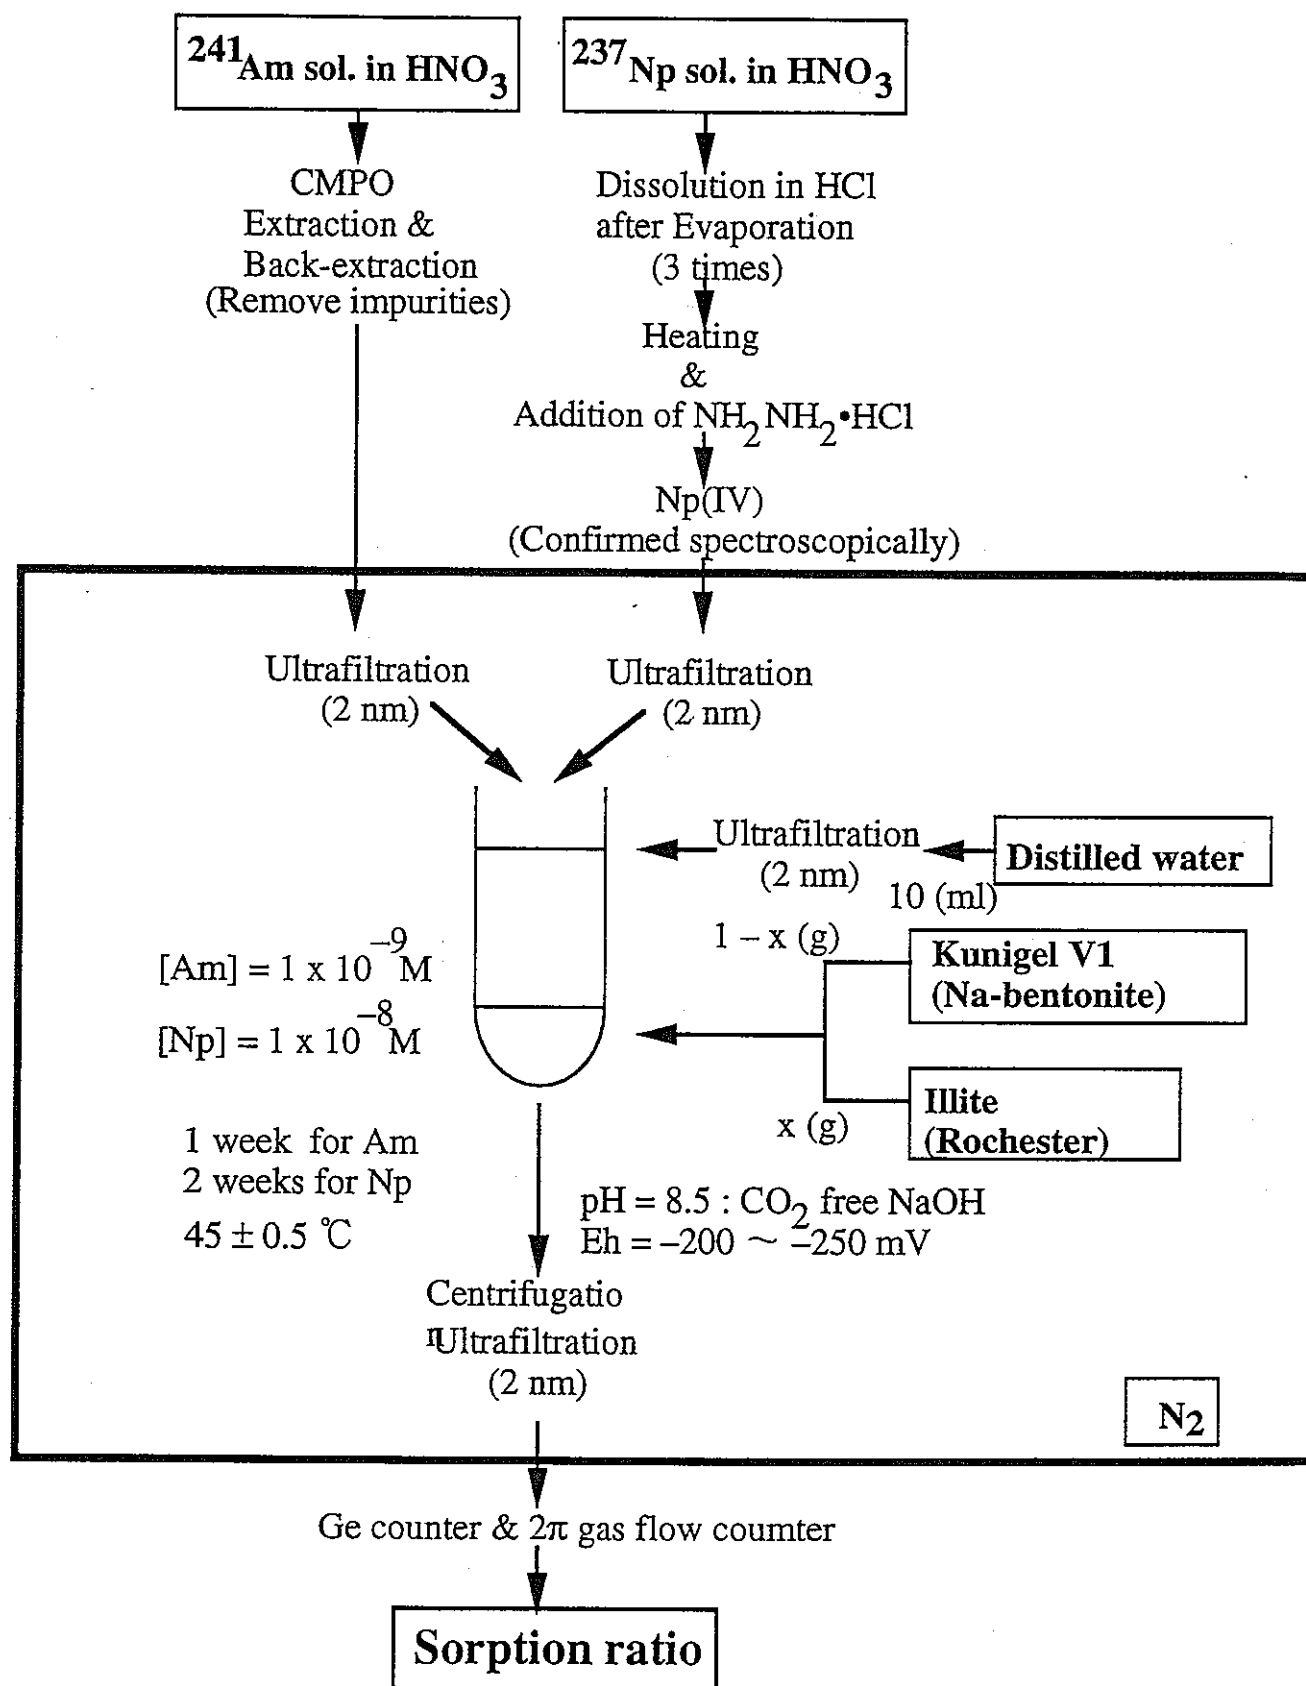 241Am sol. in HNO3
237Np sol. in HNO3
CMPO
Extraction &
Back-extraction
(Remove impurities)
Dissolution in HCl
after Evaporation
(3 times)
Heating
&
Addition of NH2NH2•HCl
Np(IV)
(Confirmed spectroscopically)
Ultrafiltration
(2 nm)
Ultrafiltration
(2 nm)
Ultrafiltration
(2 nm)
Distilled water
10 (ml)
1 – x (g)
Kunigel V1
(Na-bentonite)
[Am] = 1 x 10–9M
[Np] = 1 x 10–8M
Illite
(Rochester)
x (g)
1 week for Am
2 weeks for Np
45 ± 0.5 ℃
pH = 8.5 : CO2 free NaOH
Eh = –200 ～ –250 mV
Centrifugatio
n
Ultrafiltration
(2 nm)
N2
Ge counter & 2π gas flow coumter
Sorption ratio